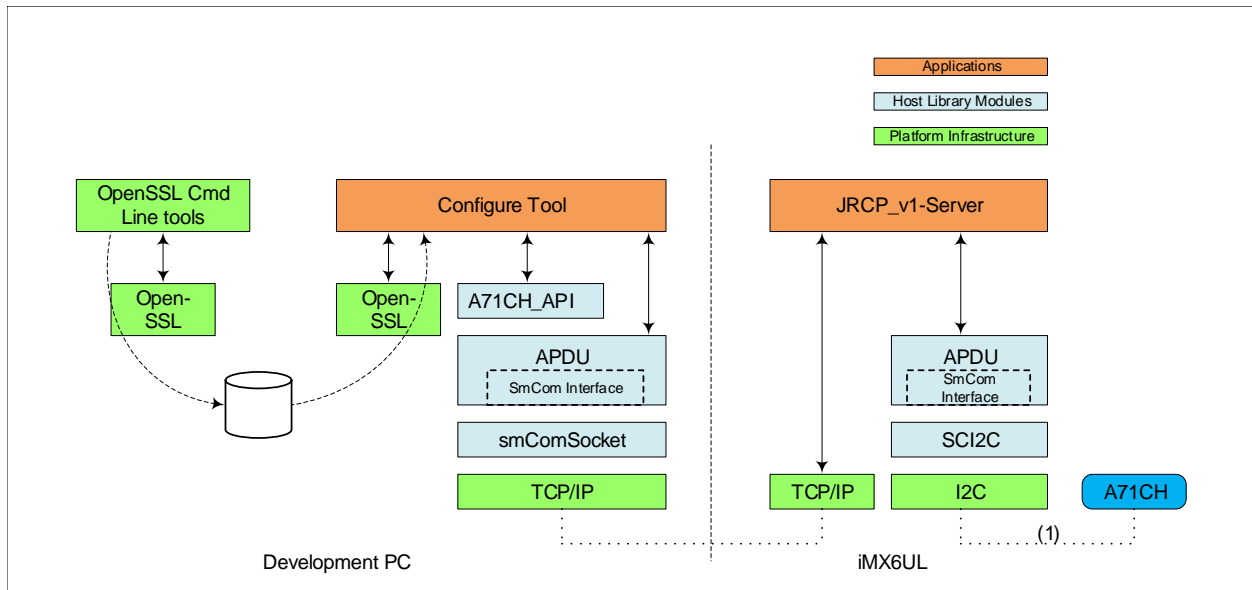 Applications
Host Library Modules
Platform Infrastructure
OpenSSL Cmd
Line tools
Configure Tool
JRCP_v1-Server
Open-
SSL
Open-
SSL
A71CH_API
APDU
SmCom Interface
APDU
SmCom
Interface
smComSocket
SCI2C
TCP/IP
TCP/IP
I2C
A71CH
(1)
Development PC
iMX6UL